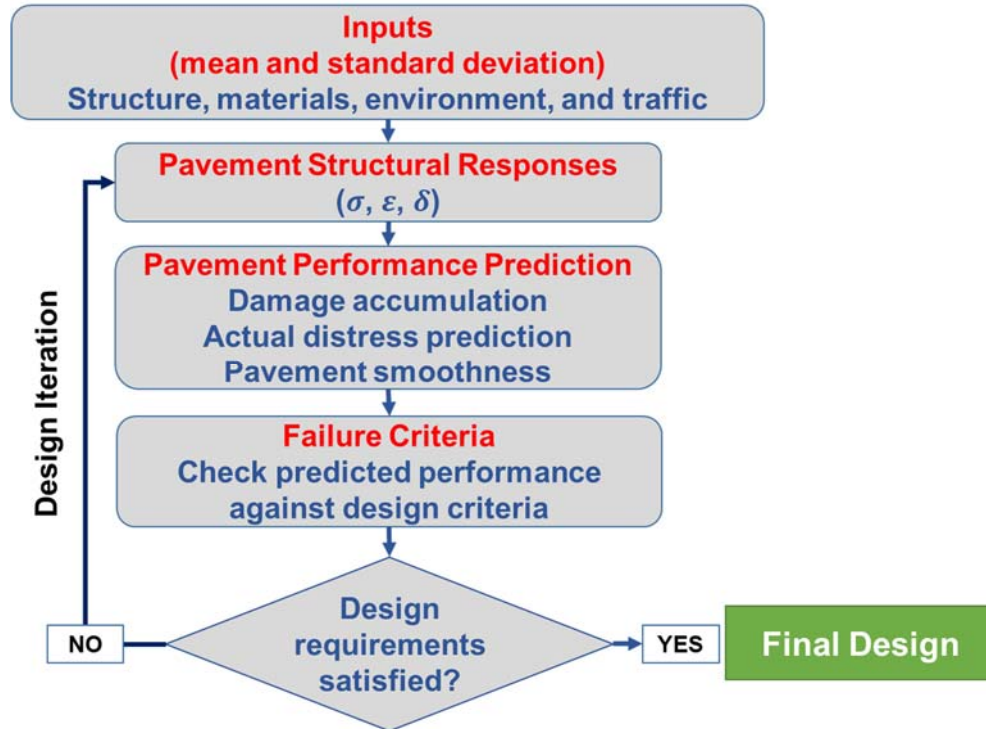 Inputs
(mean and standard deviation)
Structure, materials, environment, and traffic
Pavement Structural Responses
(σ, ε, δ)
Pavement Performance Prediction
Damage accumulation
Actual distress prediction
Pavement smoothness
Failure Criteria
Check predicted performance
against design criteria
Design Iteration
Design
requirements
satisfied?
NO
YES
Final Design